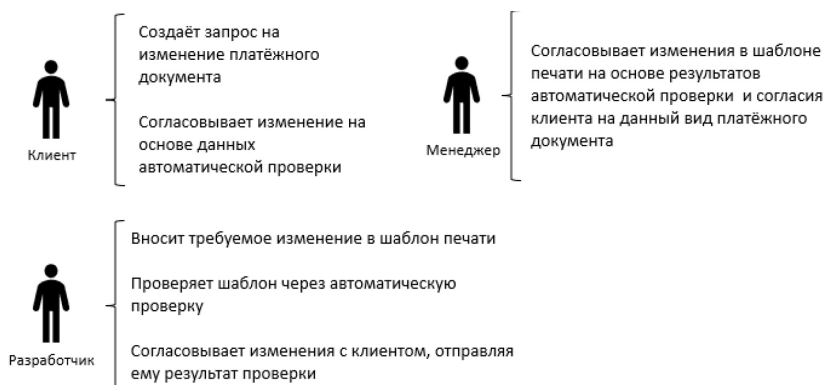 Создаёт запрос на
изменение платёжного
документа
Согласовывает изменение на
основе данных
автоматической проверки
Клиент
Согласовывает изменения в шаблоне
печати на основе результатов
автоматической проверки и согласия
клиента на данный вид платёжного
документа
Менеджер
Вносит требуемое изменение в шаблон печати
Проверяет шаблон через автоматическую
проверку
Согласовывает изменения с клиентом, отправляя
ему результат проверки
Разработчик